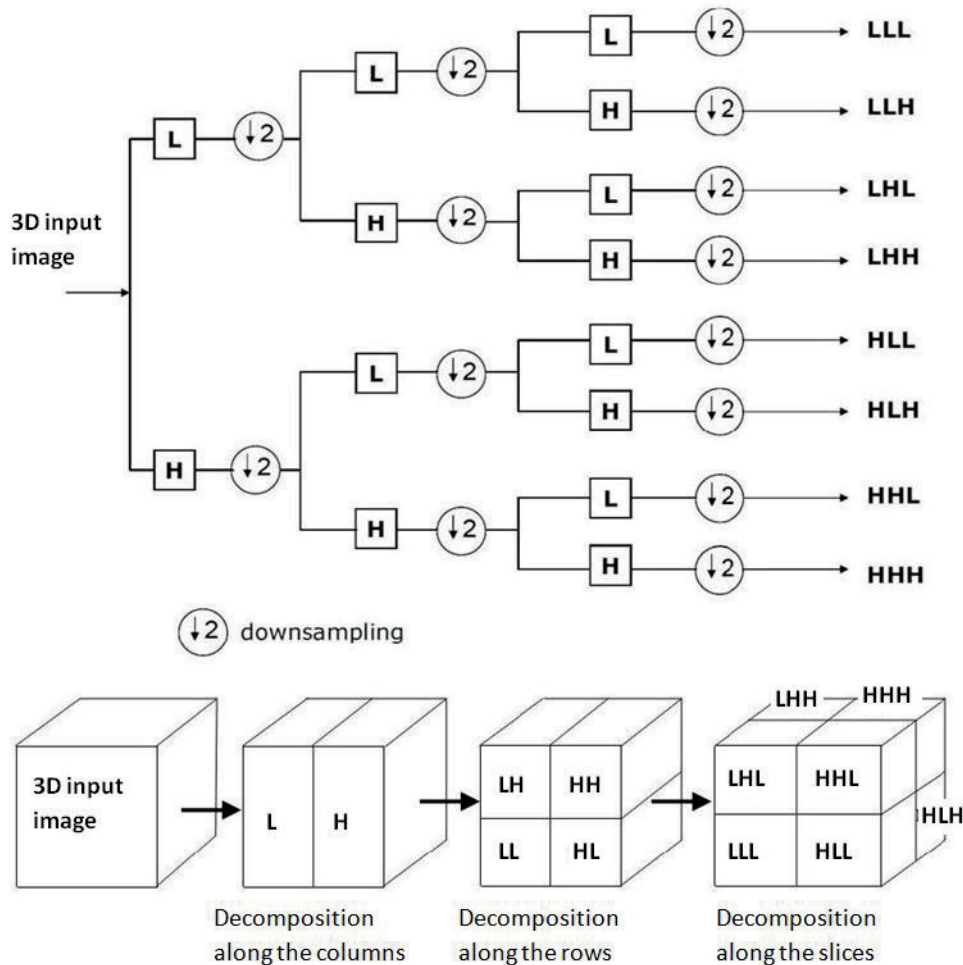 L ↓2 LLL
L ↓2
H ↓2 LLH
L ↓2
L ↓2 LHL
H ↓2
H ↓2 LHH
3D input
image
L ↓2 HLL
L ↓2
H ↓2 HLH
H ↓2
L ↓2 HHL
H ↓2
H ↓2 HHH
↓2 downsampling
3D input
image
L H
LH HH
LL HL
LHH HHH
LHL HHL
HLH
LLL HLL
Decomposition
along the columns
Decomposition
along the rows
Decomposition
along the slices